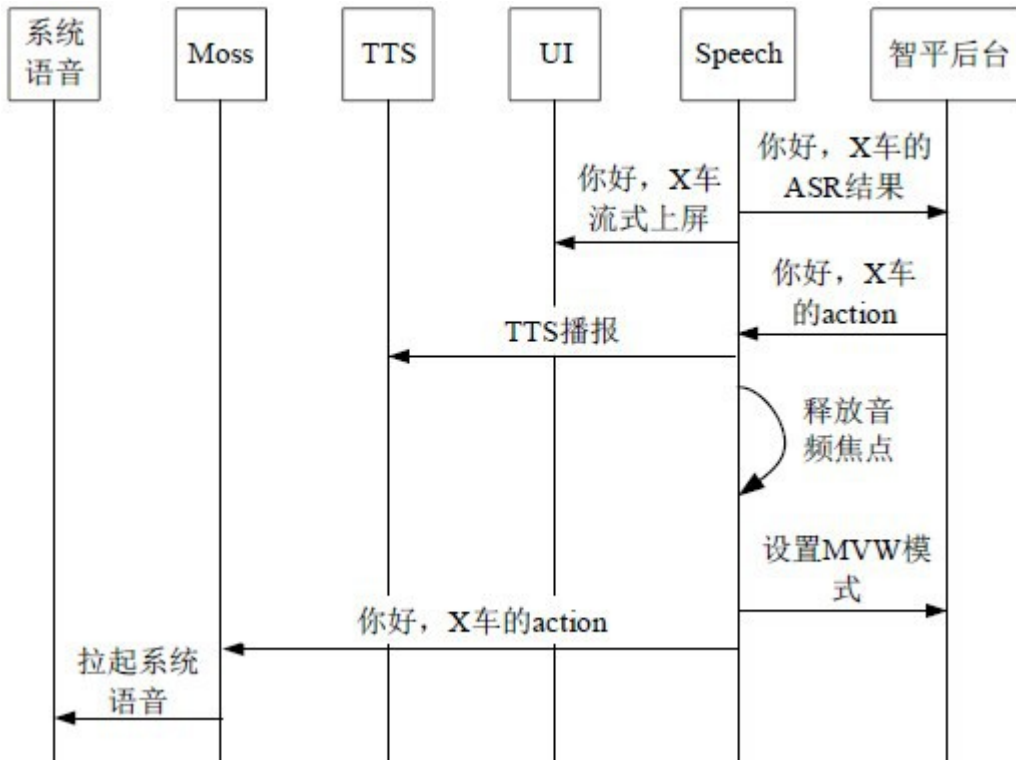 系统
语音
Moss
TTS
UI
Speech
智平后台
你好，X车的
ASR结果
你好，X车
流式上屏
你好，X车
的action
TTS播报
释放音
频焦点
设置MVW模
式
你好，X车的action
拉起系统
语音